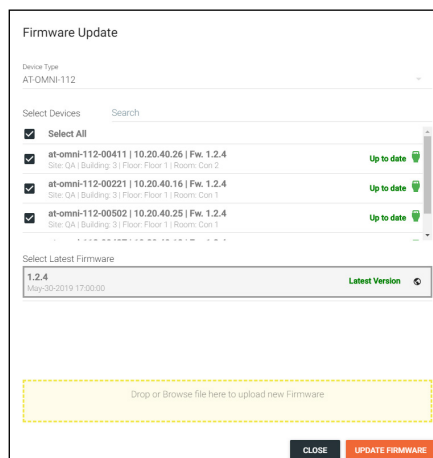 Firmware Update
Device Type
AT-OMNI-112
Select Devices Search
Select All
at-omni-112-00411 | 10.20.40.26 | Fw. 1.2.4
Up to date
Site: QA | Building: 3 | Floor: Floor 1 | Room: Con 2
at-omni-112-00221 | 10.20.40.16 | Fw. 1.2.4
Up to date
Site: QA | Building: 3 | Floor: Floor 1 | Room: Con 1
at-omni-112-00502 | 10.20.40.25 | Fw. 1.2.4
Up to date
Site: QA | Building: 3 | Floor: Floor 1 | Room: Con 1
Select Latest Firmware
1.2.4
Latest Version
May-30-2019 17:00:00
Drop or Browse file here to upload new Firmware
CLOSE UPDATE FIRMWARE